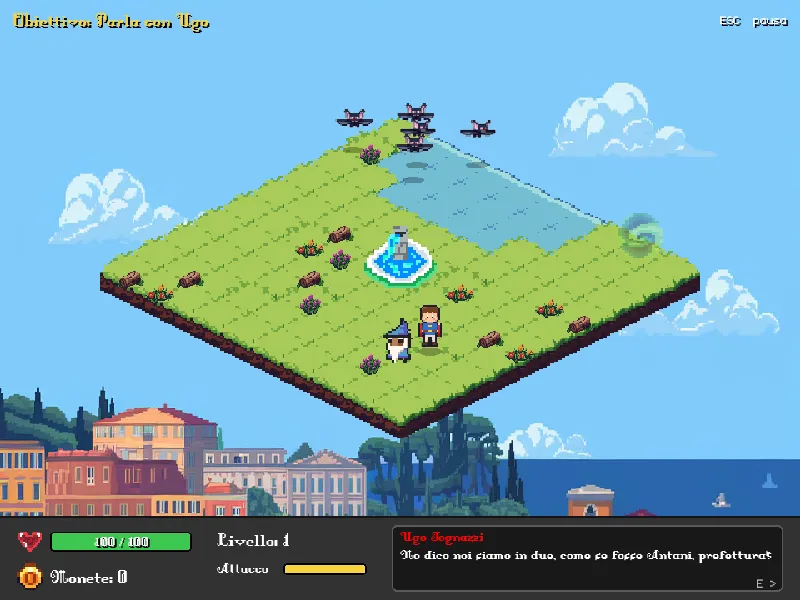 Obiettivo: Parla con Ugo
ESC pausa
100 / 100
Livello: 1
Attacco
Monete: 0
Ugo Tognazzi
No dico noi siamo in due, come se fosse Antani, prefettura?
E >